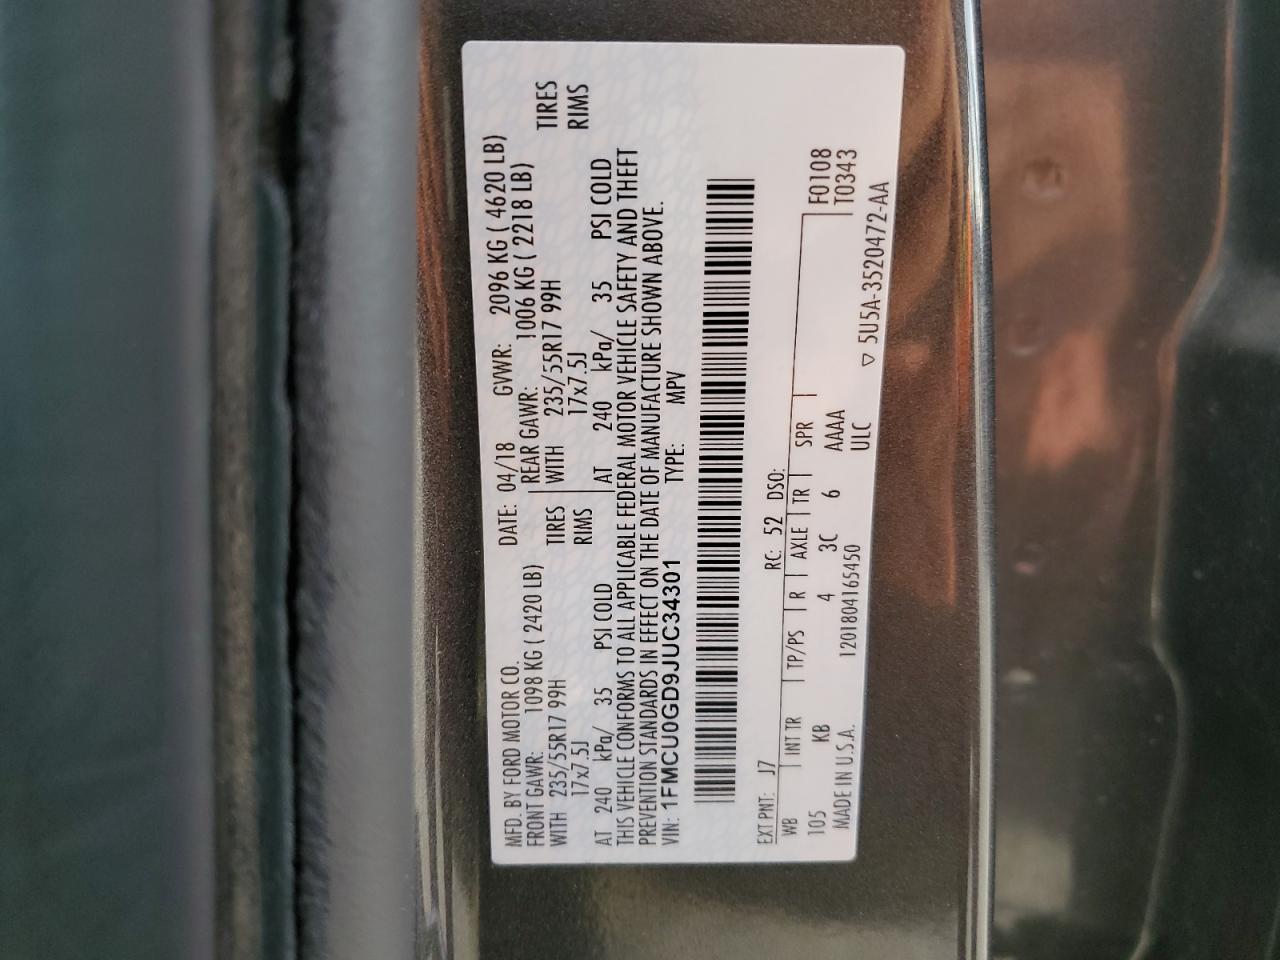 MFD. BY FORD MOTOR CO. DATE: 04/18 GVWR: 2096 KG ( 4620 LB)
FRONT GAWR: 1098 KG ( 2420 LB) REAR GAWR: 1006 KG ( 2218 LB)
WITH 235/55R17 99H TIRES WITH 235/55R17 99H TIRES
17x7.5J RIMS 17x7.5J RIMS
AT 240 kPa/ 35 PSI COLD AT 240 kPa/ 35 PSI COLD
THIS VEHICLE CONFORMS TO ALL APPLICABLE FEDERAL MOTOR VEHICLE SAFETY AND THEFT
PREVENTION STANDARDS IN EFFECT ON THE DATE OF MANUFACTURE SHOWN ABOVE.
VIN: 1FMCU0GD9JUC34301 TYPE: MPV
EXT PNT: J7 RC: 52 DSO: F0108
WB INT TR TP/PS R AXLE TR SPR T0343
105 KB 4 3C 6 AAAA
MADE IN U.S.A. 1201804165450 ULC ▽ 5U5A-3520472-AA